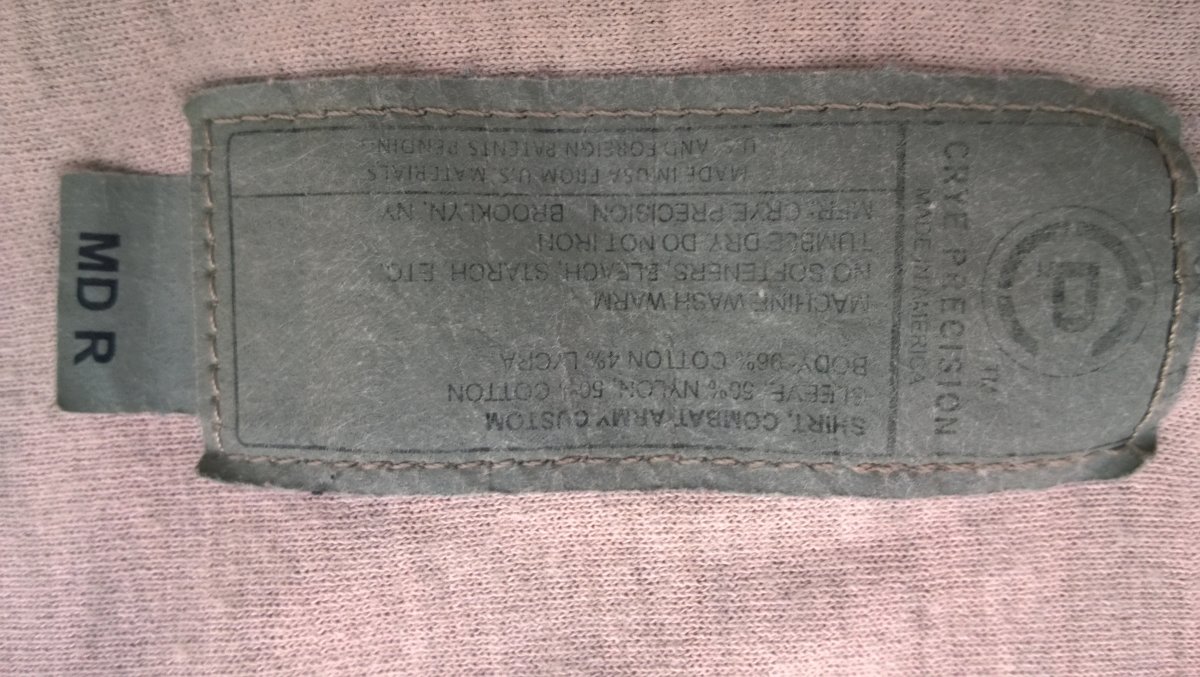 CRYE PRECISION
MADE IN AMERICA
TM
SHIRT, COMBAT ARMY CUSTOM
SLEEVE: 50% NYLON, 50% COTTON
BODY: 96% COTTON 4% LYCRA
MACHINE WASH WARM
NO SOFTENERS, BLEACH, STARCH, ETC.
TUMBLE DRY. DO NOT IRON
MFR: CRYE PRECISION BROOKLYN, NY
MADE IN USA FROM U.S. MATERIALS
U.S. AND FOREIGN PATENTS PENDING
MD R